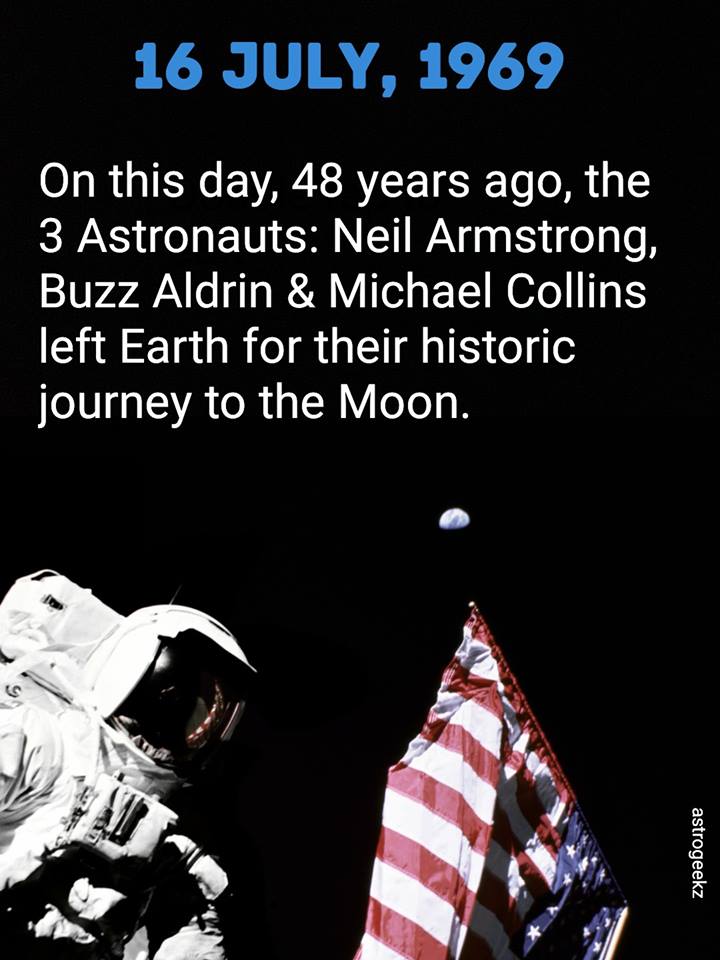 16 JULY, 1969
On this day, 48 years ago, the
3 Astronauts: Neil Armstrong,
Buzz Aldrin & Michael Collins
left Earth for their historic
journey to the Moon.
astrogeekz